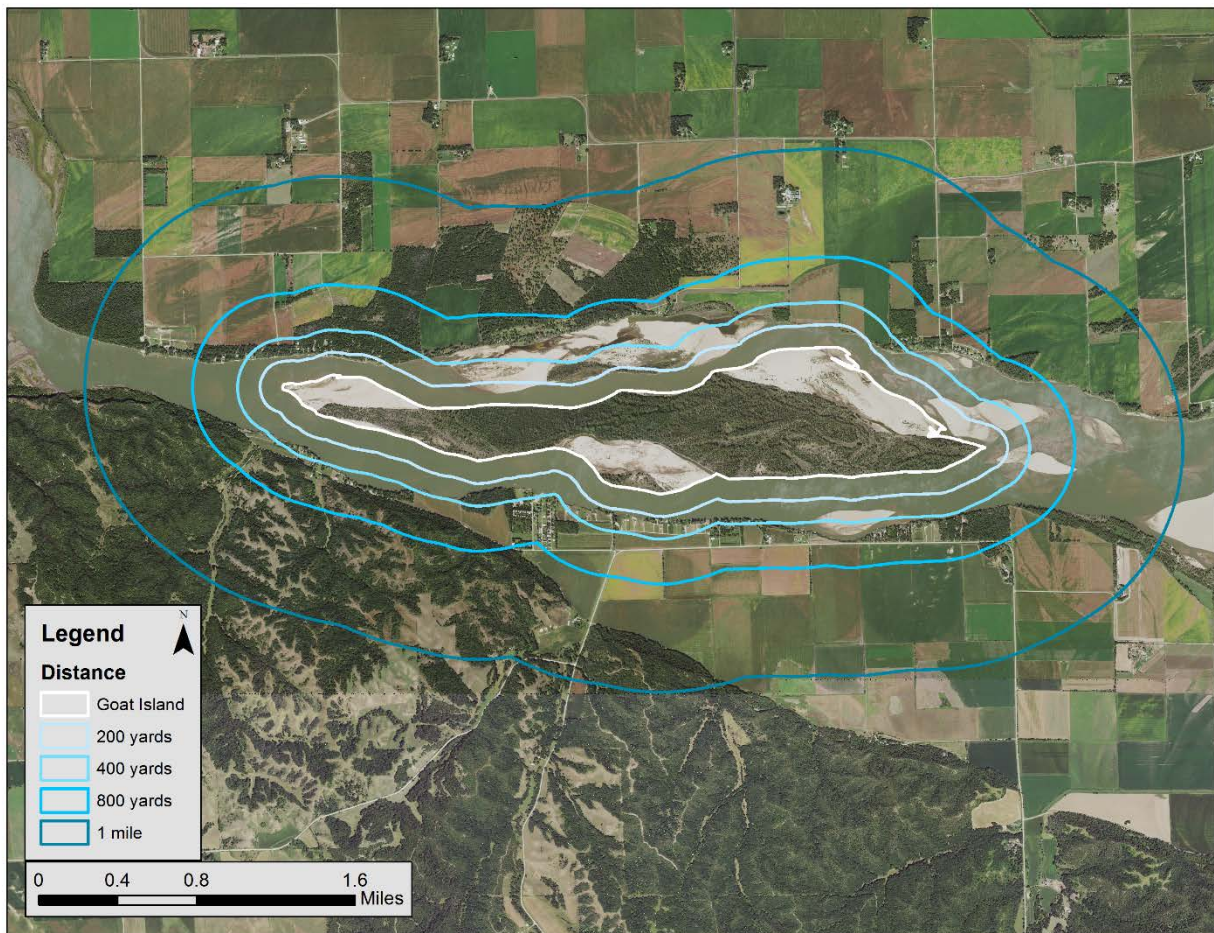 N
Legend
Distance
Goat Island
200 yards
400 yards
800 yards
1 mile
0 0.4 0.8 1.6
Miles